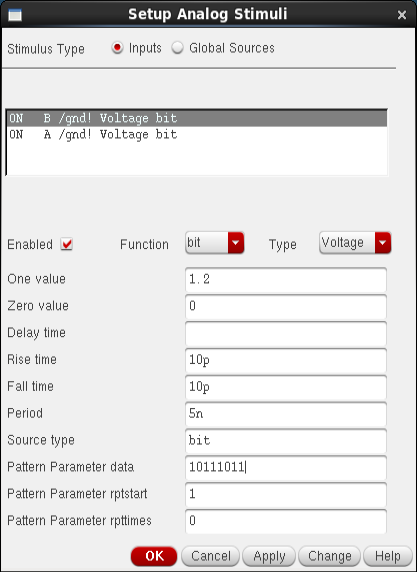 Setup Analog Stimuli
Stimulus Type Inputs Global Sources
ON B /gnd! Voltage bit
ON A /gnd! Voltage bit
Enabled Function bit Type Voltage
One value 1.2
Zero value 0
Delay time
Rise time 10p
Fall time 10p
Period 5n
Source type bit
Pattern Parameter data 10111011
Pattern Parameter rptstart 1
Pattern Parameter rpttimes 0
OK Cancel Apply Change Help